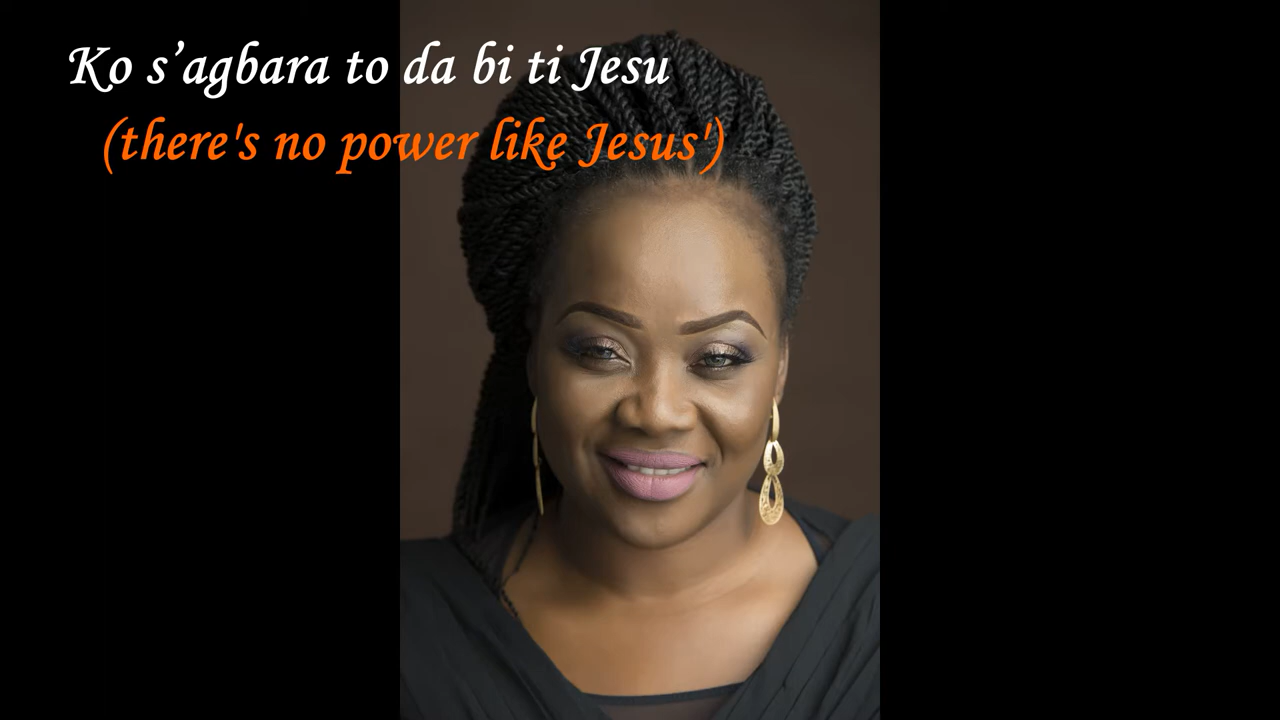 Ko s’agbara to da bi ti Jesu
(there's no power like Jesus')